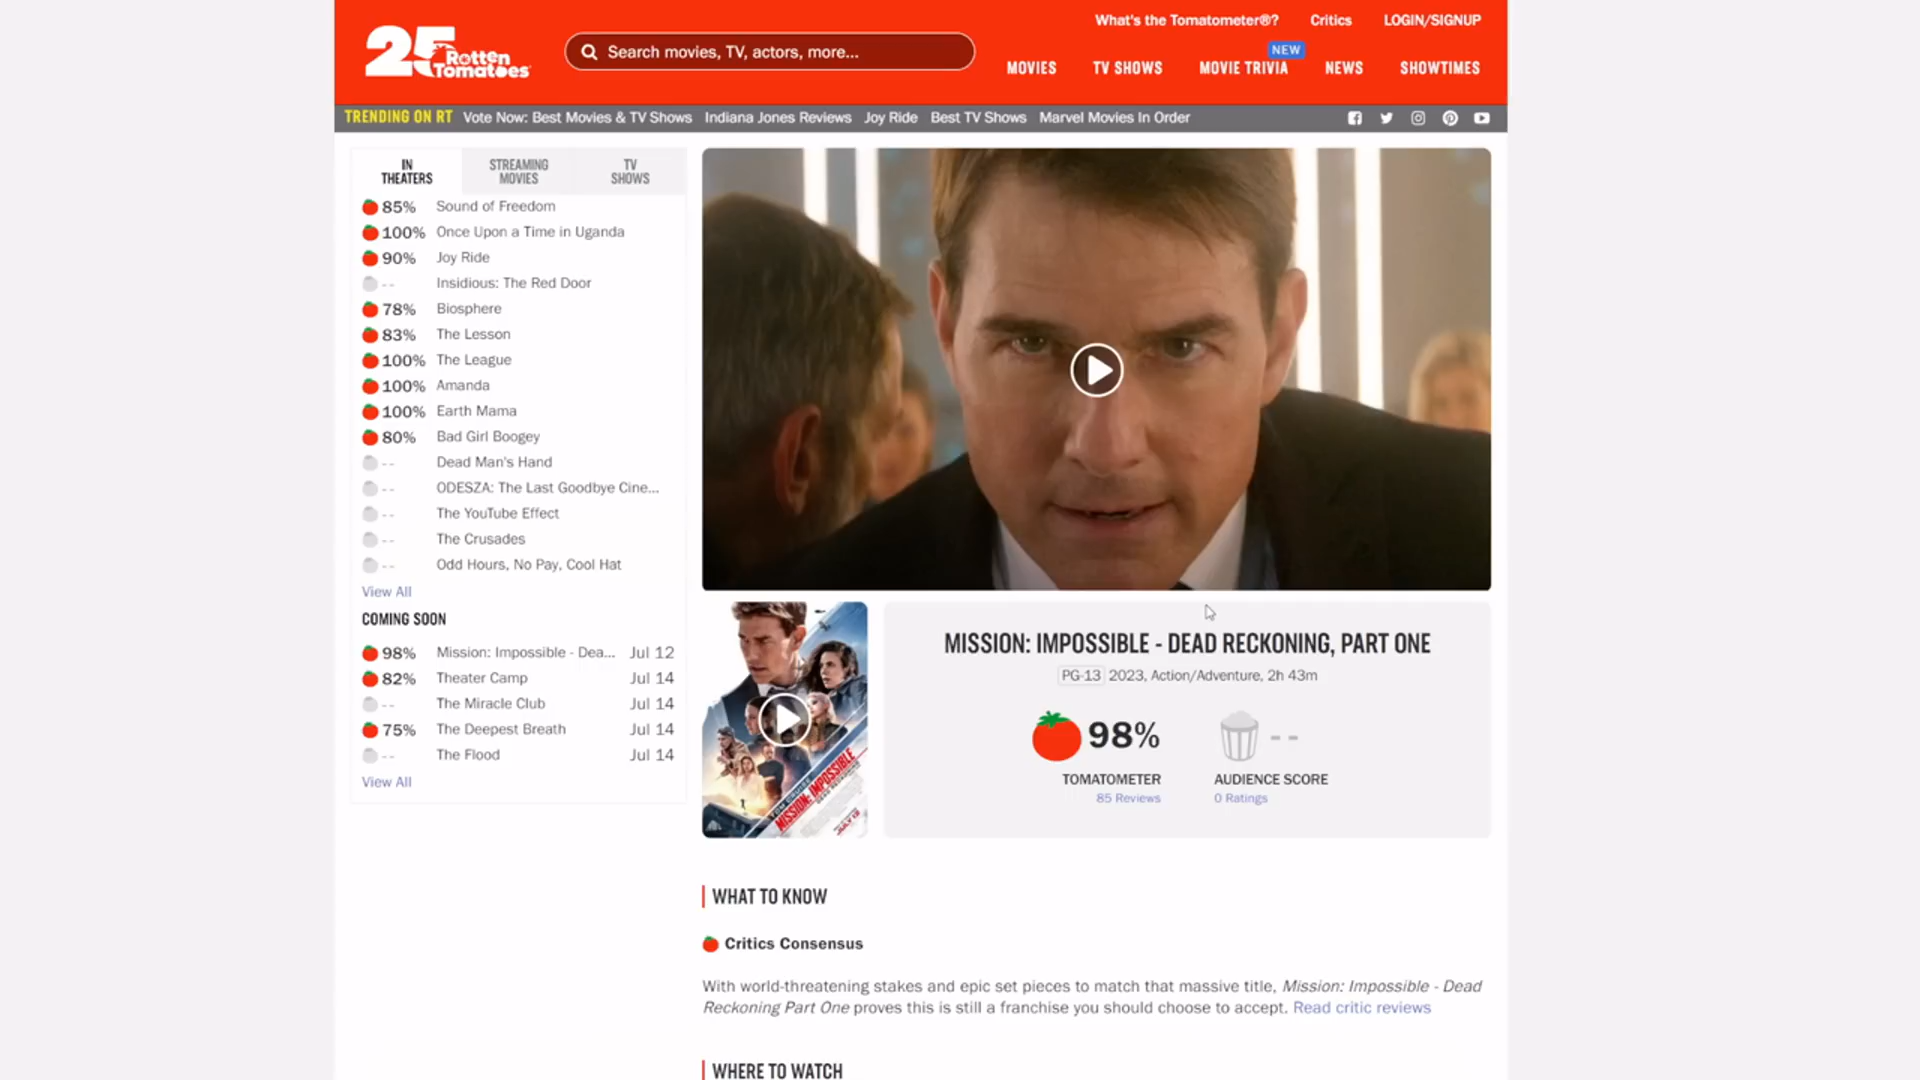 What's the Tomatometer®? Critics LOGIN/SIGNUP
25 Rotten Tomatoes
Search movies, TV, actors, more...
NEW
MOVIES TV SHOWS MOVIE TRIVIA NEWS SHOWTIMES
TRENDING ON RT Vote Now: Best Movies & TV Shows Indiana Jones Reviews Joy Ride Best TV Shows Marvel Movies In Order
IN THEATERS
STREAMING MOVIES
TV SHOWS
85% Sound of Freedom
100% Once Upon a Time in Uganda
90% Joy Ride
-- Insidious: The Red Door
78% Biosphere
83% The Lesson
100% The League
100% Amanda
100% Earth Mama
80% Bad Girl Boogey
-- Dead Man's Hand
-- ODESZA: The Last Goodbye Cine...
-- The YouTube Effect
-- The Crusades
-- Odd Hours, No Pay, Cool Hat
View All
COMING SOON
98% Mission: Impossible - Dea... Jul 12
82% Theater Camp Jul 14
-- The Miracle Club Jul 14
75% The Deepest Breath Jul 14
-- The Flood Jul 14
View All
MISSION: IMPOSSIBLE
MISSION: IMPOSSIBLE - DEAD RECKONING, PART ONE
PG-13 2023, Action/Adventure, 2h 43m
98% --
TOMATOMETER AUDIENCE SCORE
85 Reviews 0 Ratings
WHAT TO KNOW
Critics Consensus
With world-threatening stakes and epic set pieces to match that massive title, Mission: Impossible - Dead
Reckoning Part One proves this is still a franchise you should choose to accept. Read critic reviews
WHERE TO WATCH